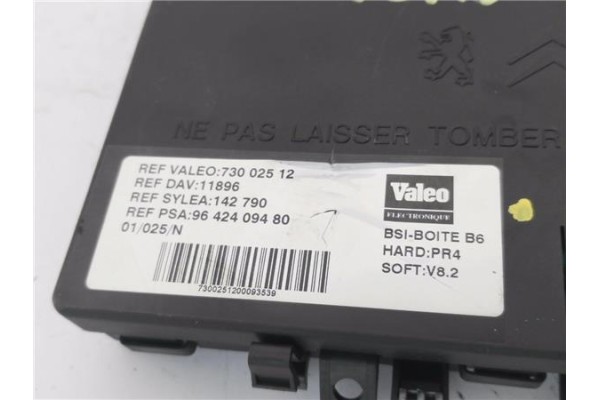 NE PAS LAISSER TOMBER
REF VALEO:730 025 12
REF DAV:11896
REF SYLEA:142 790
REF PSA:96 424 094 80
01/025/N
7300251200093539
Valeo
ELECTRONIQUE
BSI-BOITE B6
HARD:PR4
SOFT:V8.2